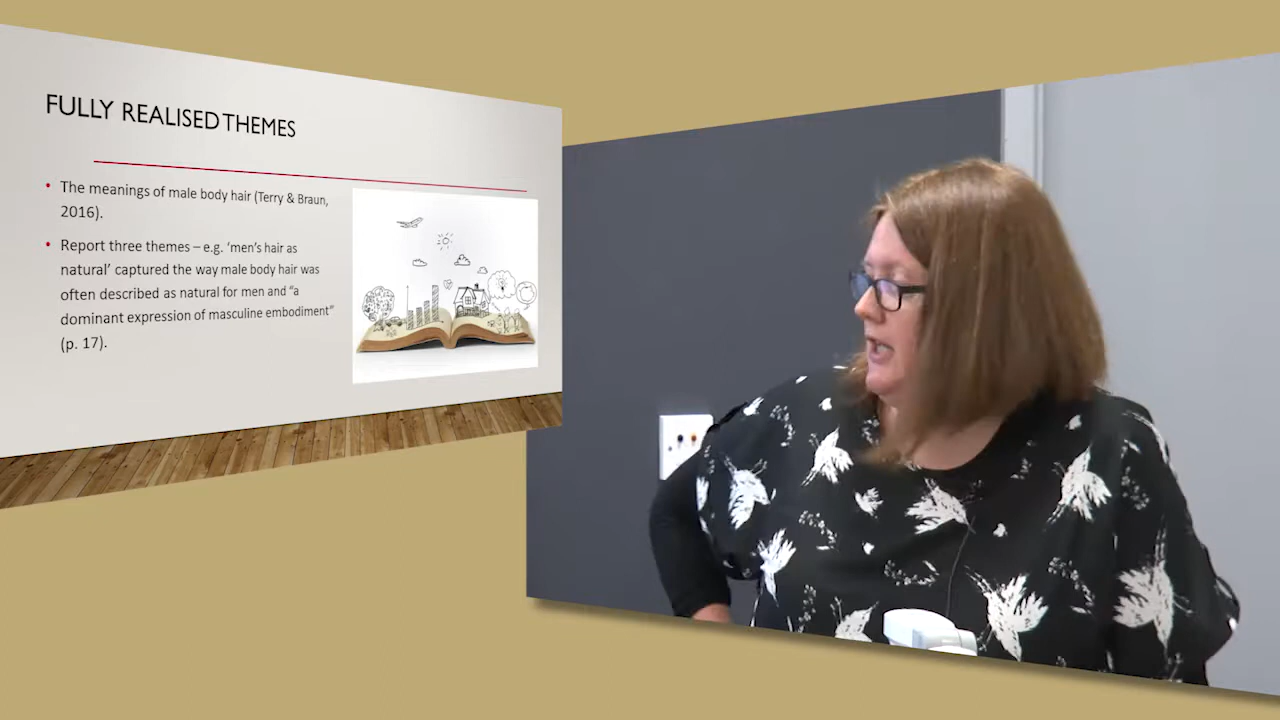 FULLY REALISED THEMES
• The meanings of male body hair (Terry & Braun,
2016).
• Report three themes – e.g. ‘men’s hair as
natural’ captured the way male body hair was
often described as natural for men and “a
dominant expression of masculine embodiment”
(p. 17).